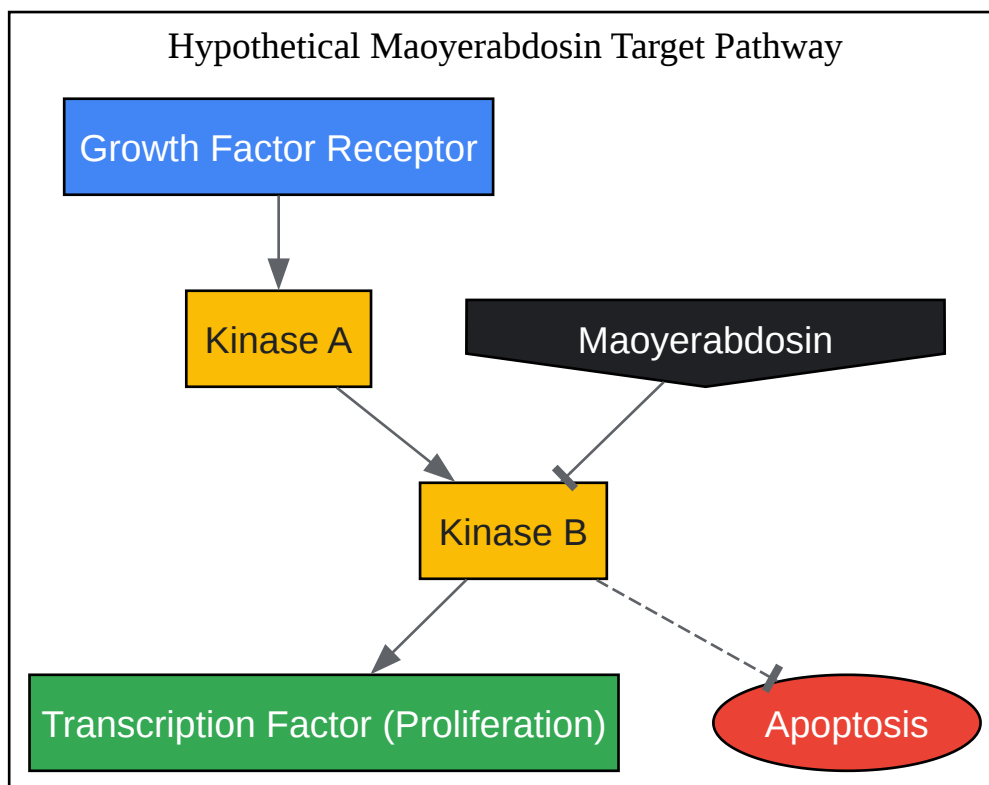 Hypothetical Maoyerabdosin Target Pathway
Growth Factor Receptor
Kinase A
Maoyerabdosin
Kinase B
Transcription Factor (Proliferation)
Apoptosis